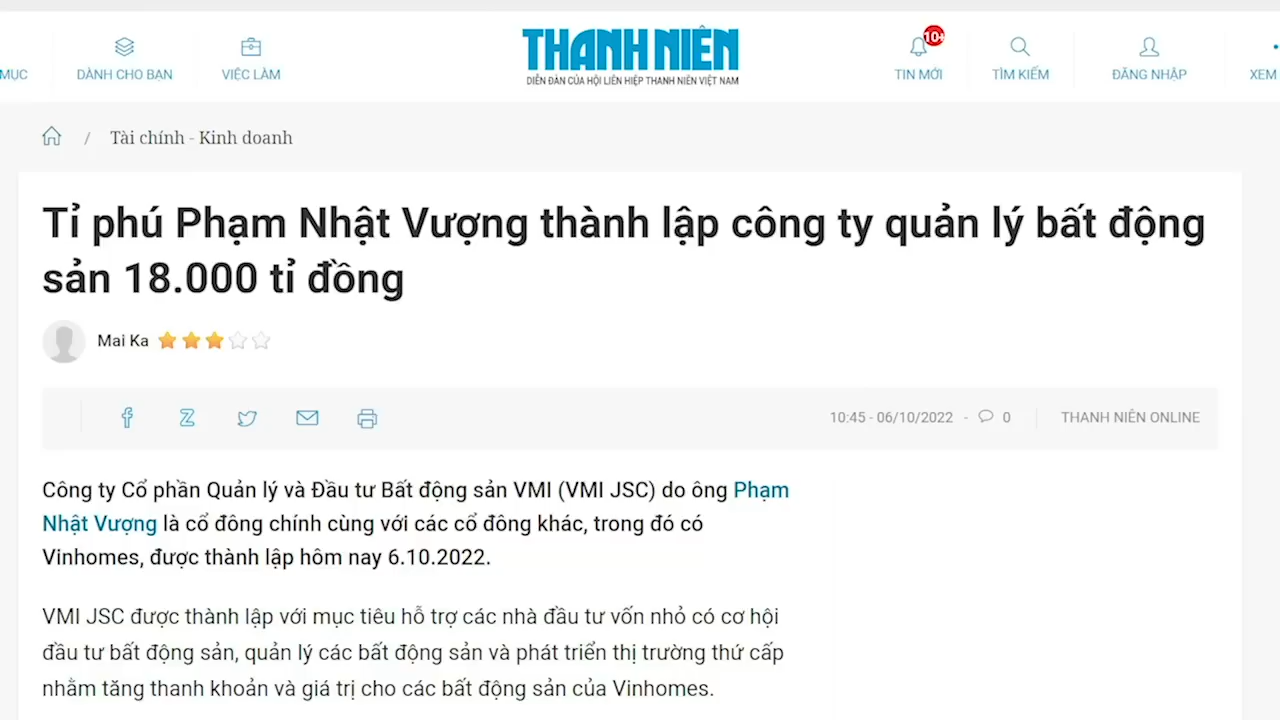 MỤC
DÀNH CHO BẠN
VIỆC LÀM
THANH NIÊN
DIỄN ĐÀN CỦA HỘI LIÊN HIỆP THANH NIÊN VIỆT NAM
10+
TIN MỚI
TÌM KIẾM
ĐĂNG NHẬP
XEM
/ Tài chính - Kinh doanh
Tỉ phú Phạm Nhật Vượng thành lập công ty quản lý bất động
sản 18.000 tỉ đồng
Mai Ka
10:45 - 06/10/2022 - 0 THANH NIÊN ONLINE
Công ty Cổ phần Quản lý và Đầu tư Bất động sản VMI (VMI JSC) do ông Phạm
Nhật Vượng là cổ đông chính cùng với các cổ đông khác, trong đó có
Vinhomes, được thành lập hôm nay 6.10.2022.
VMI JSC được thành lập với mục tiêu hỗ trợ các nhà đầu tư vốn nhỏ có cơ hội
đầu tư bất động sản, quản lý các bất động sản và phát triển thị trường thứ cấp
nhằm tăng thanh khoản và giá trị cho các bất động sản của Vinhomes.